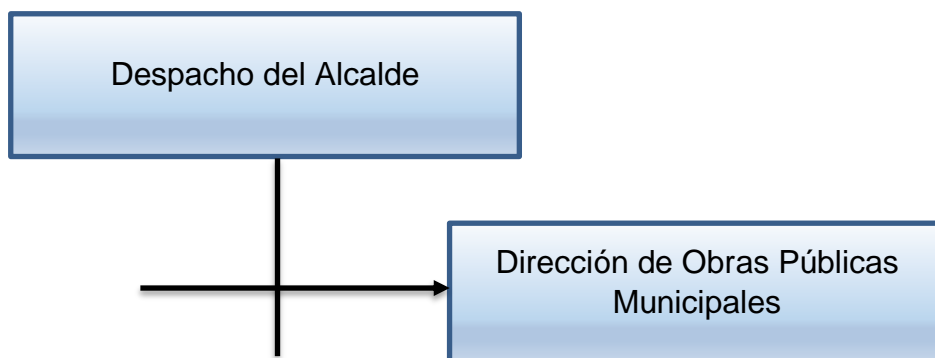 Despacho del Alcalde
Dirección de Obras Públicas
Municipales